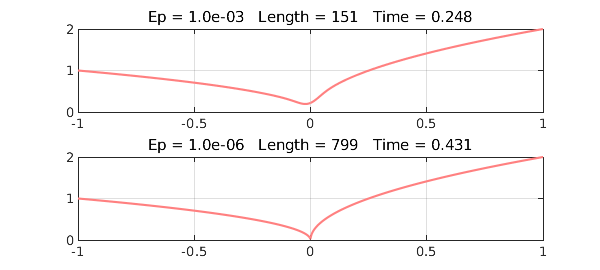 Ep = 1.0e-03 Length = 151 Time = 0.248
2
1
0
-1 -0.5 0 0.5 1
Ep = 1.0e-06 Length = 799 Time = 0.431
2
1
0
-1 -0.5 0 0.5 1